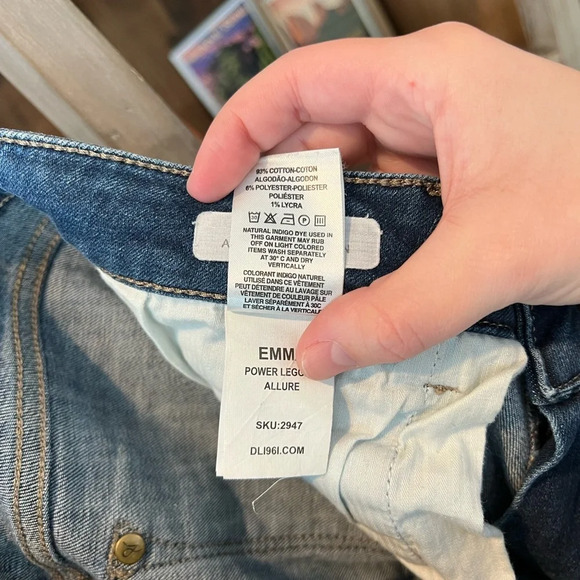 93% COTTON-COTON
ALGODÃO-ALGODON
6% POLYESTER-POLIESTER
POLIÉSTER
1% LYCRA
30
P
NATURAL INDIGO DYE USED IN
THIS GARMENT MAY RUB
OFF ON LIGHT COLORED
ITEMS WASH SEPARATELY
AT 30° C AND DRY
VERTICALLY
COLORANT INDIGO NATUREL
UTILISÉ DANS CE VÊTEMENT
PEUT DÉTEINDRE AU LAVAGE SUR
VÊTEMENT DE COULEUR PÂLE
LAVER SÉPARÉMENT À 30C
ET SÉCHER À LA VERTICALE
EMM
POWER LEGG
ALLURE
SKU:2947
DLI961.COM